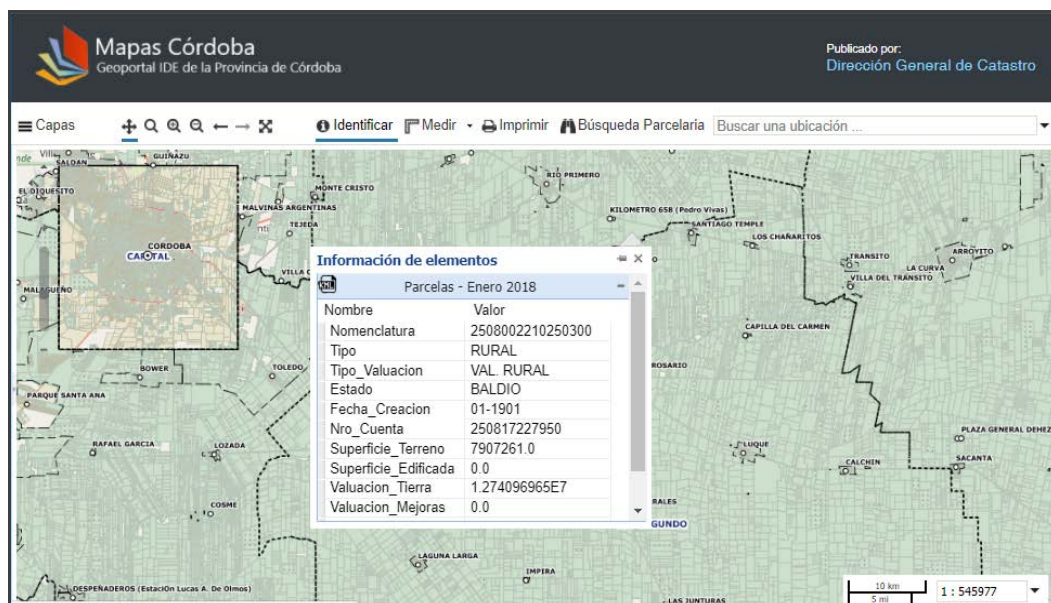 Mapas Córdoba
Geoportal IDE de la Provincia de Córdoba
Publicado por:
Dirección General de Catastro
Capas
Identificar
Medir
Imprimir
Búsqueda Parcelaria
Buscar una ubicación ...
SALDAN
GUIÑAZU
EL DIQUESITO
MALVINAS ARGENTINAS
MONTE CRISTO
TEJEDA
RIO PRIMERO
KILOMETRO 658 (Pedro Vivas)
SANTIAGO TEMPLE
LOS CHAÑARITOS
TRANSITO
VILLA DEL TRANSITO
LA CURVA
ARROYITO
CORDOBA
CAPITAL
MALAGUEÑO
Información de elementos
Parcelas - Enero 2018
Nombre Valor
Nomenclatura 2508002210250300
Tipo RURAL
Tipo_Valuacion VAL. RURAL
Estado BALDIO
Fecha_Creacion 01-1901
Nro_Cuenta 250817227950
Superficie_Terreno 7907261.0
Superficie_Edificada 0.0
Valuacion_Tierra 1.274096965E7
Valuacion_Mejoras 0.0
CAPILLA DEL CARMEN
BOWER
TOLEDO
ROSARIO
PARQUE SANTA ANA
RAFAEL GARCIA
LOZADA
LUQUE
CALCHIN
PLAZA GENERAL DEHEZ
SACANTA
COSME
RALES
GUNDO
LAGUNA LARGA
IMPIRA
DESPEÑADEROS (EstaciOn Lucas A. De Olmos)
LAS JUNTURAS
10 km
5 mi
1 : 545977